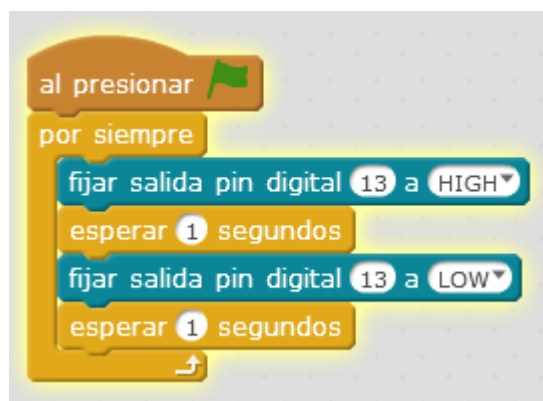 al presionar
por siempre
fijar salida pin digital 13 a HIGH
esperar 1 segundos
fijar salida pin digital 13 a LOW
esperar 1 segundos